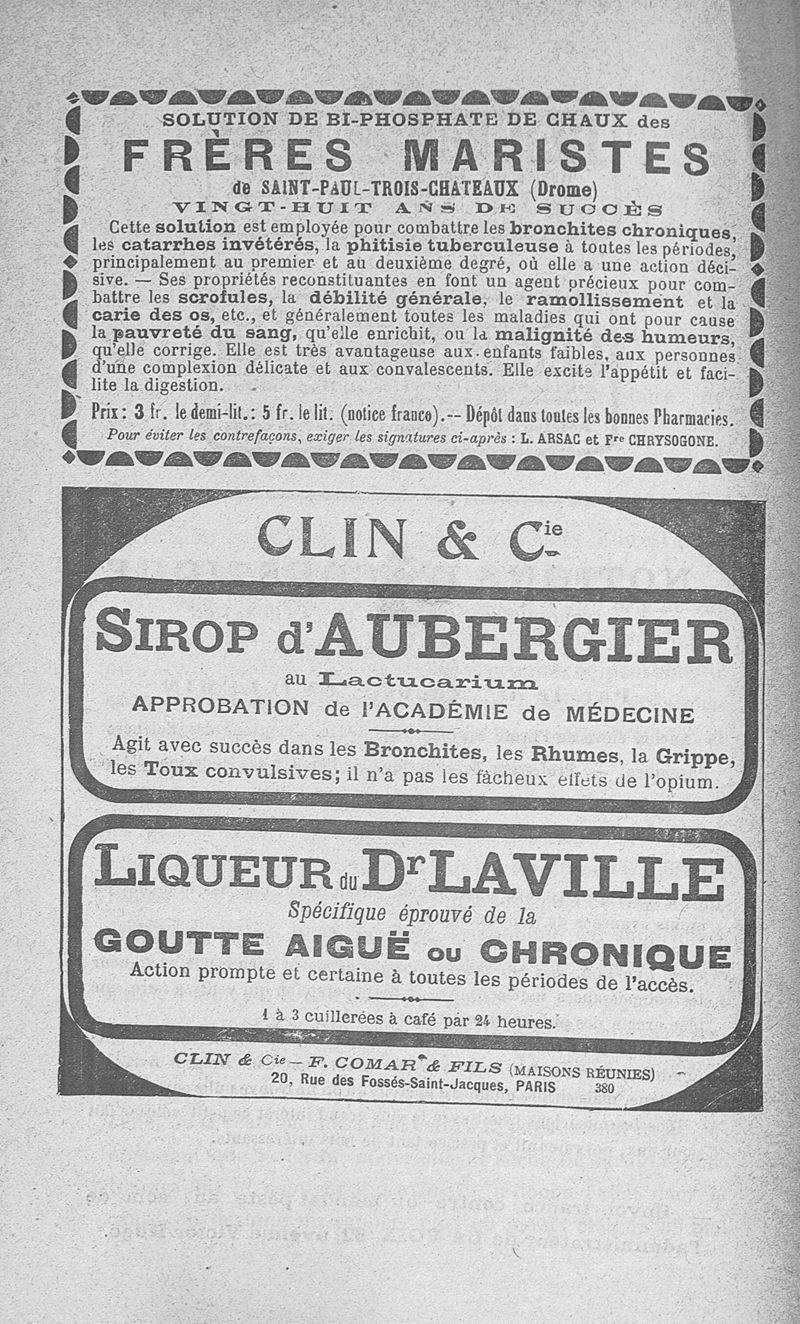 SOLUTION DE BI-PHOSPHATE DE CHAUX des
FRÈRES MARISTES
de SAINT-PAUL-TROIS-CHATEAUX (Drome)
VINGT-HUIT ANS DE SUCCÈS
Cette solution est employée pour combattre les bronchites chroniques,
les catarrhes invétérés, la phitisie tuberculeuse à toutes les périodes,
principalement au premier et au deuxième degré, où elle a une action déci-
sive. — Ses propriétés reconstituantes en font un agent précieux pour com-
battre les scrofules, la débilité générale, le ramollissement et la
carie des os, etc., et généralement toutes les maladies qui ont pour cause
la pauvreté du sang, qu'elle enrichit, ou la malignité des humeurs,
qu'elle corrige. Elle est très avantageuse aux enfants faibles, aux personnes
d'une complexion délicate et aux convalescents. Elle excite l'appétit et faci-
lite la digestion.
Prix: 3 fr. le demi-lit.: 5 fr. le lit. (notice franco).-- Dépôt dans toutes les bonnes Pharmacies.
Pour éviter les contrefaçons, exiger les signatures ci-après : L. ARSAC et Fre CHRYSOGONE.
CLIN & Cie
SIROP d'AUBERGIER
au Lactucarium
APPROBATION de l'ACADÉMIE de MÉDECINE
Agit avec succès dans les Bronchites, les Rhumes, la Grippe,
les Toux convulsives; il n'a pas les fâcheux effets de l'opium.
LIQUEUR du Dr LAVILLE
Spécifique éprouvé de la
GOUTTE AIGUË OU CHRONIQUE
Action prompte et certaine à toutes les périodes de l'accès.
1 à 3 cuillerées à café par 24 heures.
CLIN & Cie — F. COMAR & FILS (MAISONS RÉUNIES)
20, Rue des Fossés-Saint-Jacques, PARIS 380